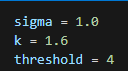 sigma = 1.0
k = 1.6
threshold = 4